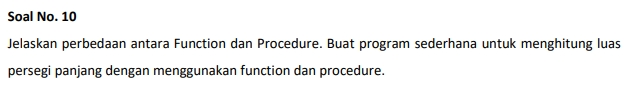 Soal No. 10
Jelaskan perbedaan antara Function dan Procedure. Buat program sederhana untuk menghitung luas
persegi panjang dengan menggunakan function dan procedure.